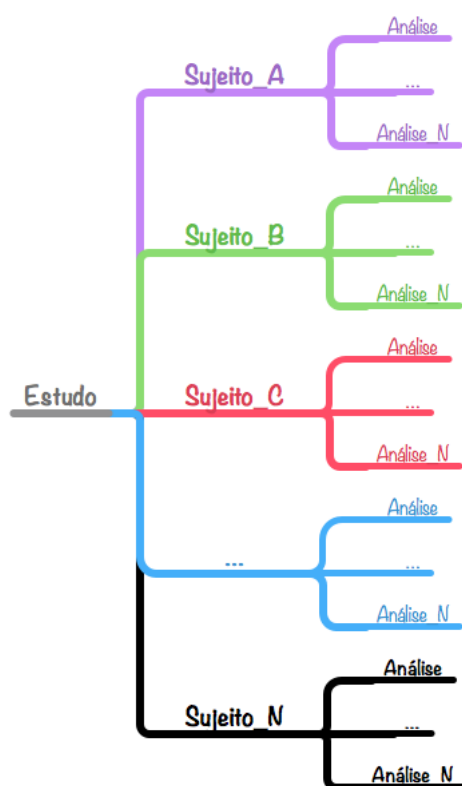 Análise
Sujeito_A
...
Análise_N
Análise
Sujeito_B
...
Análise_N
Análise
Estudo
Sujeito_C
...
Análise_N
Análise
...
...
Análise_N
Análise
Sujeito_N
...
Análise_N